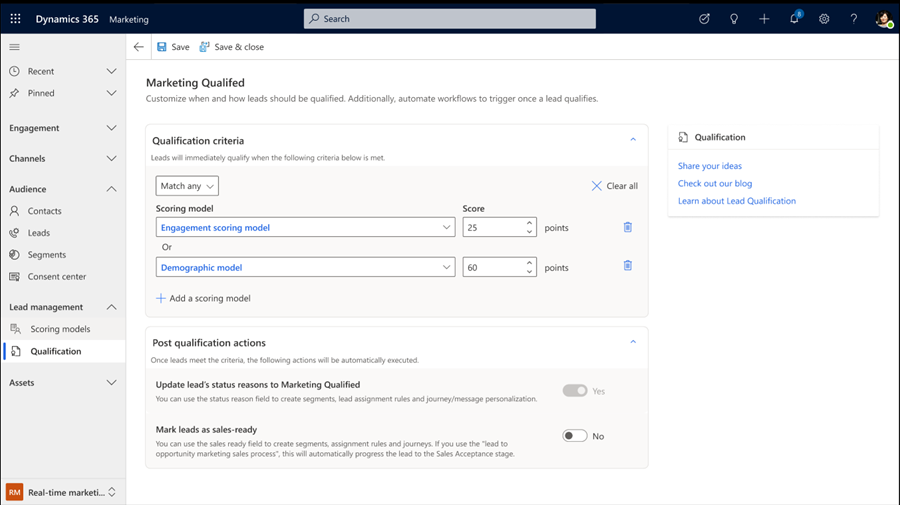 Dynamics 365 Marketing Search 8
Save Save & close
Recent
Pinned
Engagement
Channels
Audience
Contacts
Leads
Segments
Consent center
Lead management
Scoring models
Qualification
Assets
RM Real-time marketi...
Marketing Qualifed
Customize when and how leads should be qualified. Additionally, automate workflows to trigger once a lead qualifies.
Qualification criteria
Leads will immediately qualify when the following criteria below is met.
Match any Clear all
Scoring model Score
Engagement scoring model 25 points
Or
Demographic model 60 points
Add a scoring model
Post qualification actions
Once leads meet the criteria, the following actions will be automatically executed.
Update lead's status reasons to Marketing Qualified
You can use the status reason field to create segments, lead assignment rules and journey/message personalization.
Yes
Mark leads as sales-ready
You can use the sales ready field to create segments, assignment rules and journeys. If you use the "lead to
opportunity marketing sales process", this will automatically progress the lead to the Sales Acceptance stage.
No
Qualification
Share your ideas
Check out our blog
Learn about Lead Qualification